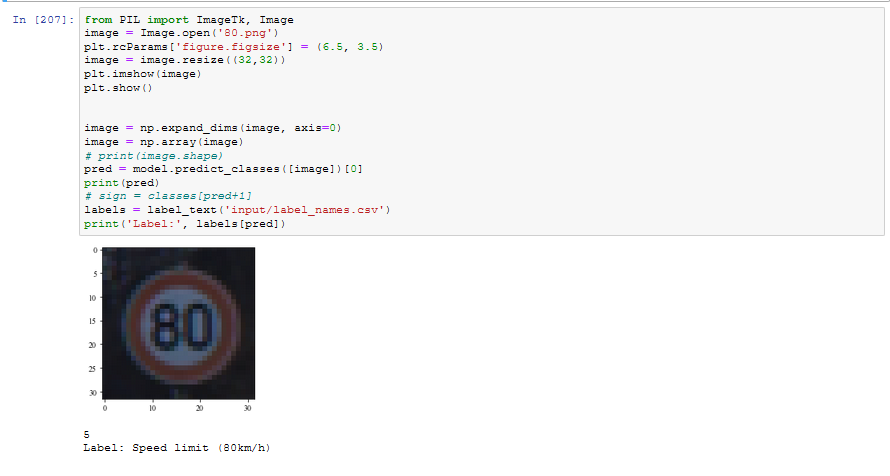 In [207]: from PIL import ImageTk, Image
image = Image.open('80.png')
plt.rcParams['figure.figsize'] = (6.5, 3.5)
image = image.resize((32,32))
plt.imshow(image)
plt.show()
image = np.expand_dims(image, axis=0)
image = np.array(image)
# print(image.shape)
pred = model.predict_classes([image])[0]
print(pred)
# sign = classes[pred+1]
labels = label_text('input/label_names.csv')
print('Label:', labels[pred])
0
5
10
15
20
25
30
80
0 10 20 30
5
Label: Speed limit (80km/h)